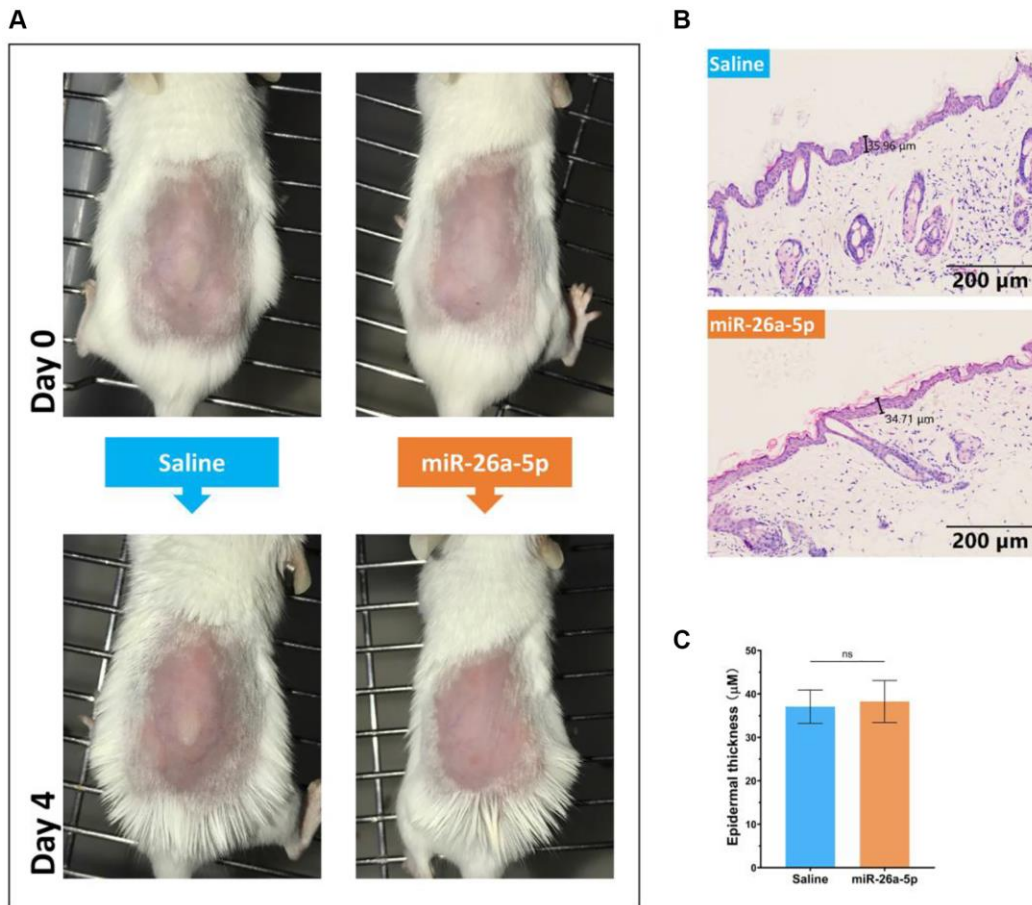 A
Day 0
Saline
miR-26a-5p
Day 4
B
Saline
35.96 μm
200 μm
miR-26a-5p
34.71 μm
200 μm
C
Epidermal thickness (μM)
50
40
30
20
10
0
ns
Saline
miR-26a-5p